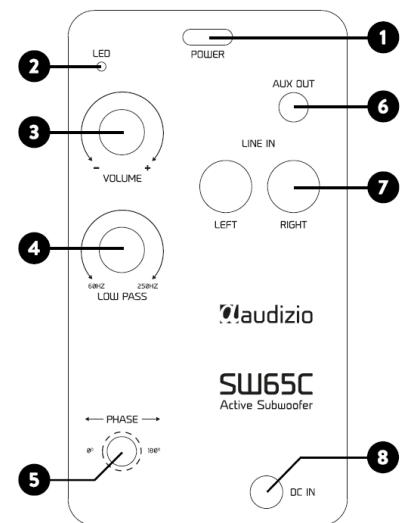 1
POWER
LED
2
AUX OUT
6
3
LINE IN
- +
VOLUME
7
LEFT RIGHT
4
60HZ 250HZ
LOW PASS
audizio
SW65C
Active Subwoofer
← PHASE →
0° 180°
5
8
DC IN